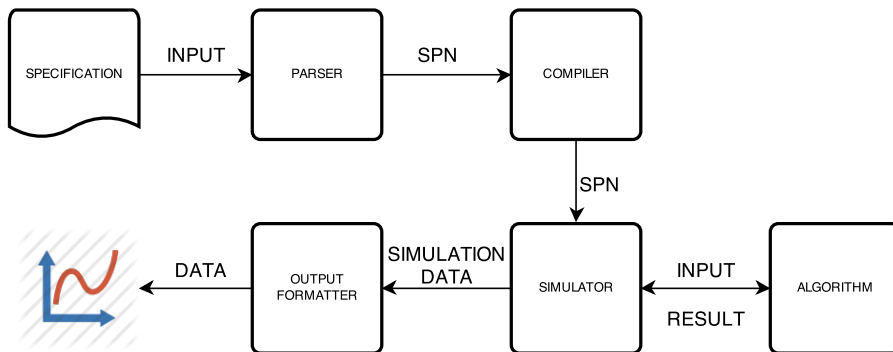 INPUT
SPN
SPECIFICATION
PARSER
COMPILER
SPN
SIMULATION
DATA
DATA
INPUT
OUTPUT
FORMATTER
SIMULATOR
ALGORITHM
RESULT